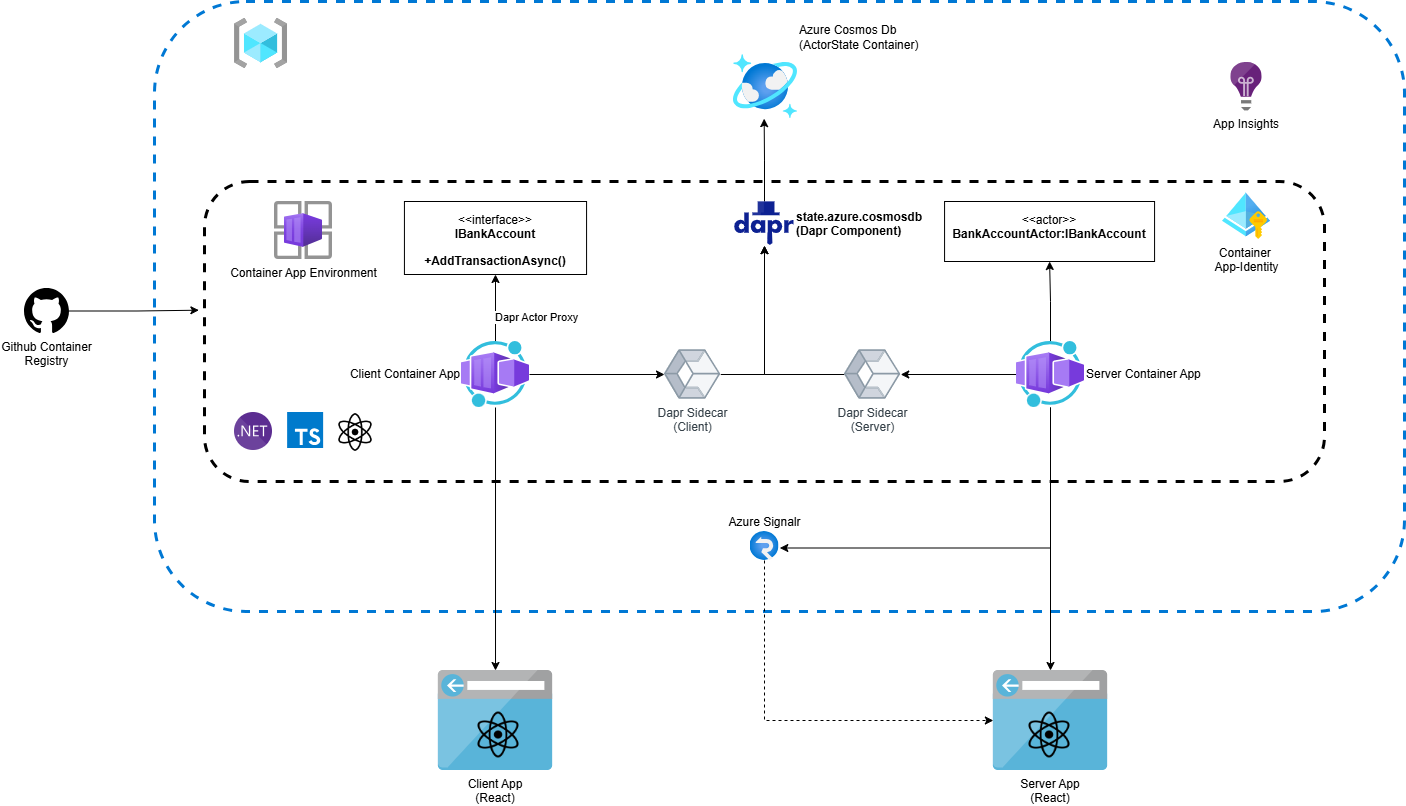 Azure Cosmos Db
(ActorState Container)
App Insights
<<interface>>
IBankAccount
+AddTransactionAsync()
dapr
state.azure.cosmosdb
(Dapr Component)
<<actor>>
BankAccountActor:IBankAccount
Container App Environment
Container
App-Identity
Github Container
Registry
Dapr Actor Proxy
Client Container App
Server Container App
Dapr Sidecar
(Client)
Dapr Sidecar
(Server)
.NET
TS
Azure Signalr
Client App
(React)
Server App
(React)